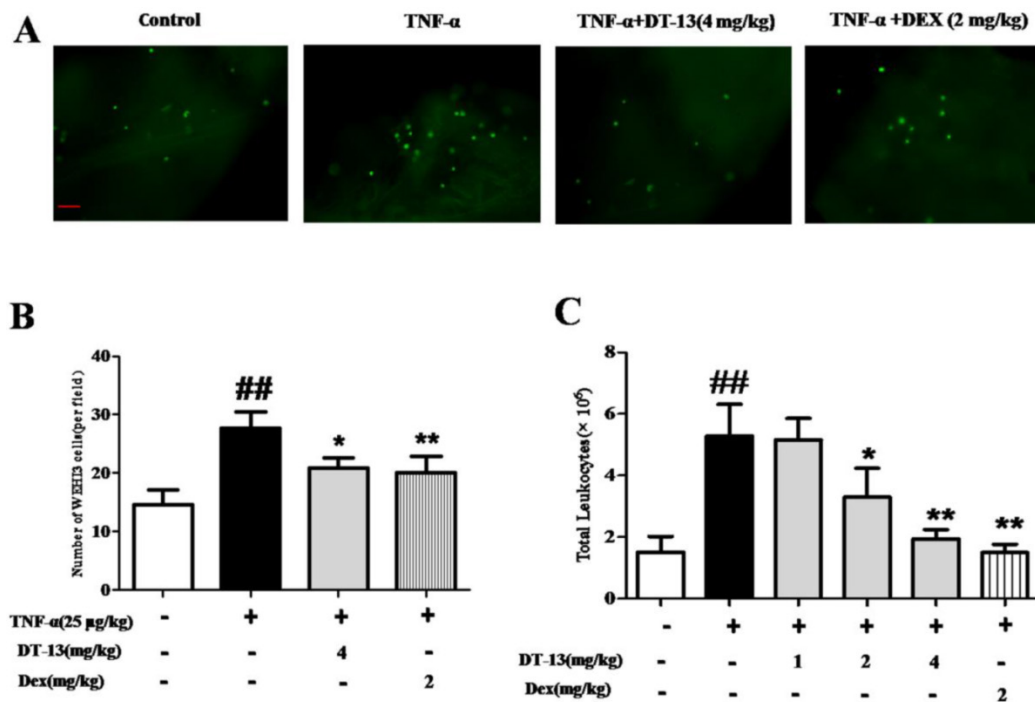 A
Control
TNF-α
TNF-α+DT-13(4 mg/kg)
TNF-α +DEX (2 mg/kg)
B
Number of WEHI3 cells(per field)
40
30
20
10
0
##
*
**
TNF-α(25 µg/kg) - + + +
DT-13(mg/kg) - - 4 -
Dex(mg/kg) - - - 2
C
Total Leukocytes (× 10⁶)
8
6
4
2
0
##
*
**
**
- + + + + +
DT-13(mg/kg) - - 1 2 4 -
Dex(mg/kg) - - - - - 2